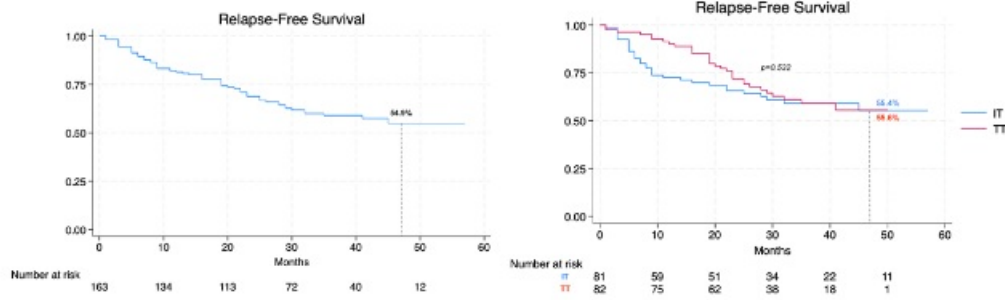 Relapse-Free Survival
1.00
0.75
0.50
0.25
0.00
54.5%
0 10 20 30 40 50 60
Months
Number at risk
163 134 113 72 40 12
Relapse-Free Survival
1.00
0.75
0.50
0.25
0.00
55.4%
IT
TT
0 10 20 30 40 50 60
Months
Number at risk
IT 81 59 51 34 22 11
TT 82 75 62 38 18 1